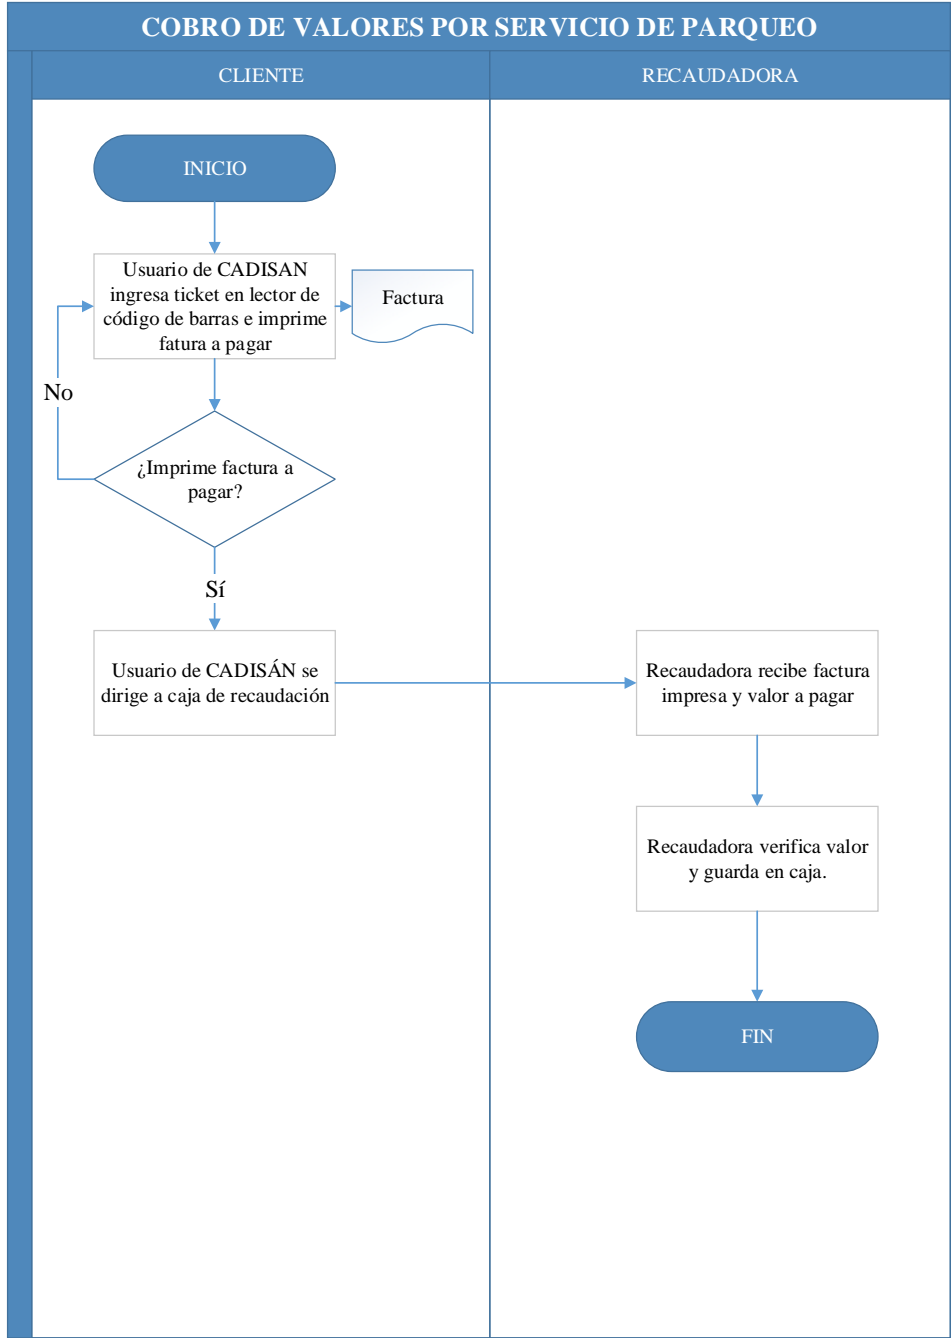 COBRO DE VALORES POR SERVICIO DE PARQUEO
CLIENTE
RECAUDADORA
INICIO
Usuario de CADISAN
ingresa ticket en lector de
código de barras e imprime
fatura a pagar
Factura
No
¿Imprime factura a
pagar?
Sí
Usuario de CADISÁN se
dirige a caja de recaudación
Recaudadora recibe factura
impresa y valor a pagar
Recaudadora verifica valor
y guarda en caja.
FIN